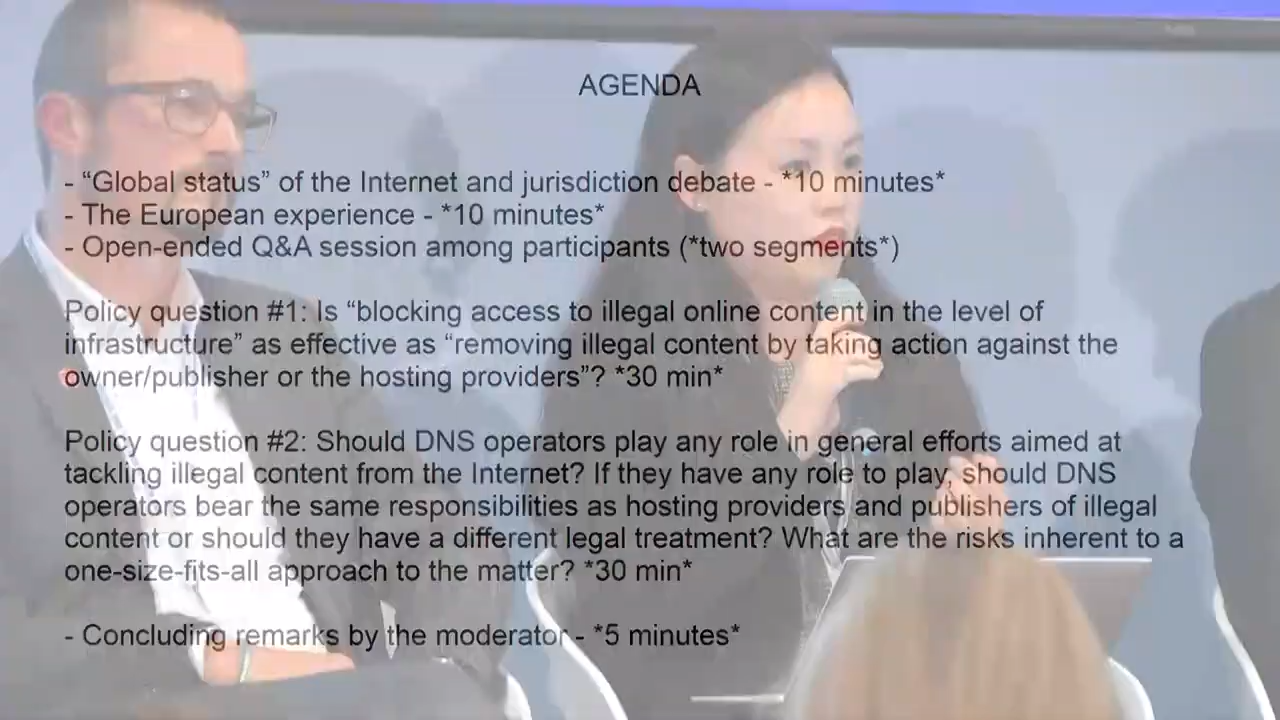 AGENDA
- “Global status” of the Internet and jurisdiction debate - *10 minutes*
- The European experience - *10 minutes*
- Open-ended Q&A session among participants (*two segments*)
Policy question #1: Is “blocking access to illegal online content in the level of
infrastructure” as effective as “removing illegal content by taking action against the
owner/publisher or the hosting providers”? *30 min*
Policy question #2: Should DNS operators play any role in general efforts aimed at
tackling illegal content from the Internet? If they have any role to play, should DNS
operators bear the same responsibilities as hosting providers and publishers of illegal
content or should they have a different legal treatment? What are the risks inherent to a
one-size-fits-all approach to the matter? *30 min*
- Concluding remarks by the moderator - *5 minutes*